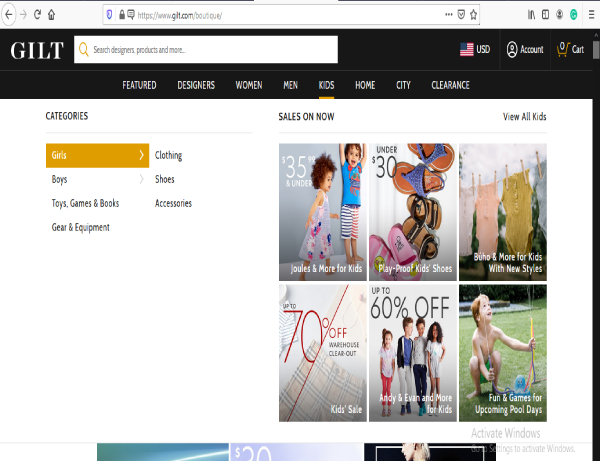 https://www.gilt.com/boutique/
GILT
Search designers, products and more...
USD
Account
0
Cart
FEATURED DESIGNERS WOMEN MEN KIDS HOME CITY CLEARANCE
CATEGORIES
Girls
Boys
Toys, Games & Books
Gear & Equipment
Clothing
Shoes
Accessories
SALES ON NOW
View All Kids
$35
& UNDER
Joules & More for Kids
UNDER
$30
Play-Proof Kids' Shoes
Büho & More for Kids
With New Styles
UP TO
70% OFF
WAREHOUSE
CLEAR-OUT
Kids' Sale
UP TO
60% OFF
Andy & Evan and More
for Kids
Fun & Games for
Upcoming Pool Days
Activate Windows
Go to Settings to activate Windows.
$20